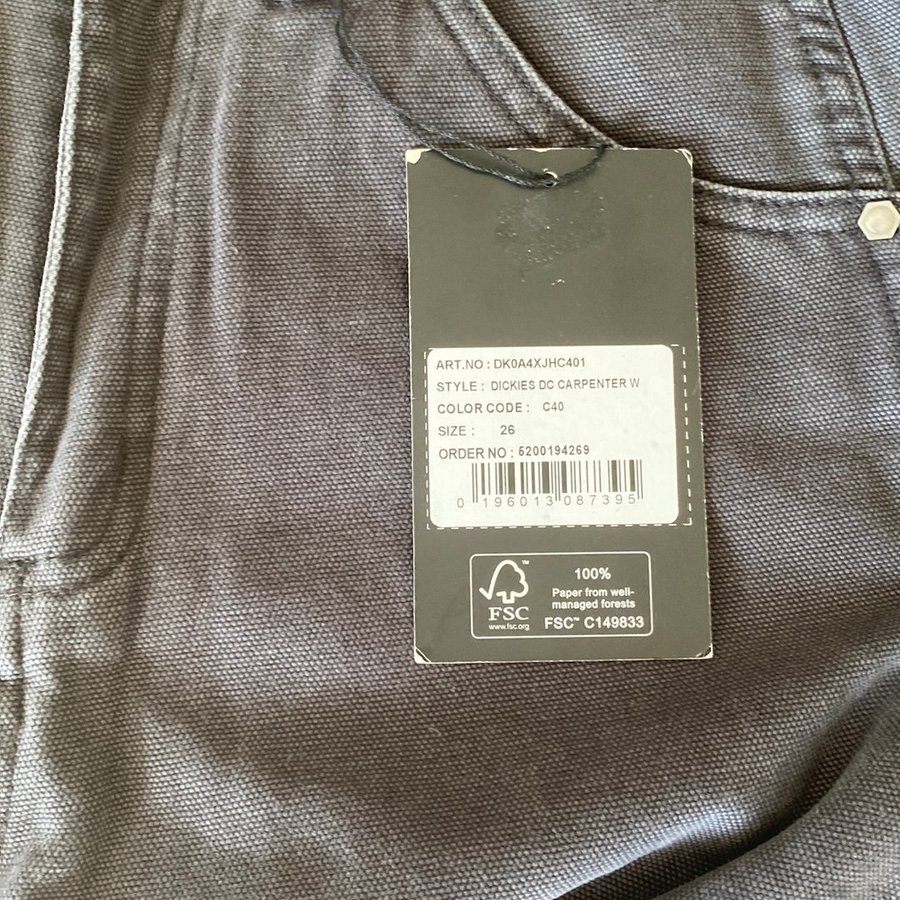 ART.NO : DK0A4XJHC401
STYLE : DICKIES DC CARPENTER W
COLOR CODE : C40
SIZE : 26
ORDER NO : 5200194269
0 196013 087395
FSC™
www.fsc.org
100%
Paper from well-
managed forests
FSC™ C149833